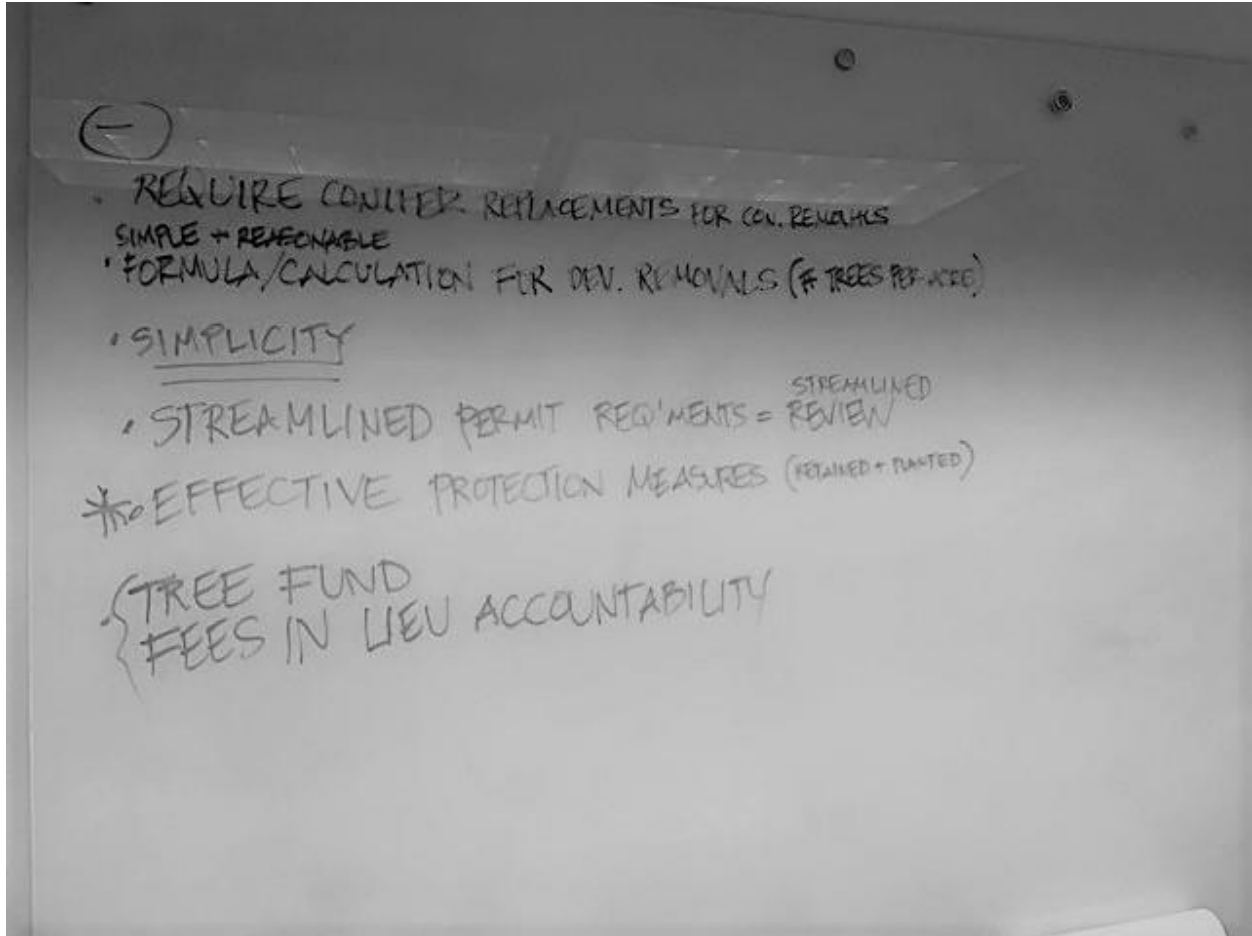 (-)
• REQUIRE CONIFER REPLACEMENTS FOR CON. REMOVALS
SIMPLE + REASONABLE
• FORMULA/CALCULATION FOR DEV. REMOVALS (# TREES PER ACRE)
• SIMPLICITY
• STREAMLINED PERMIT REQ'MENTS = STREAMLINED REVIEW
* • EFFECTIVE PROTECTION MEASURES (RETAINED + PLANTED)
• { TREE FUND
FEES IN LIEU ACCOUNTABILITY